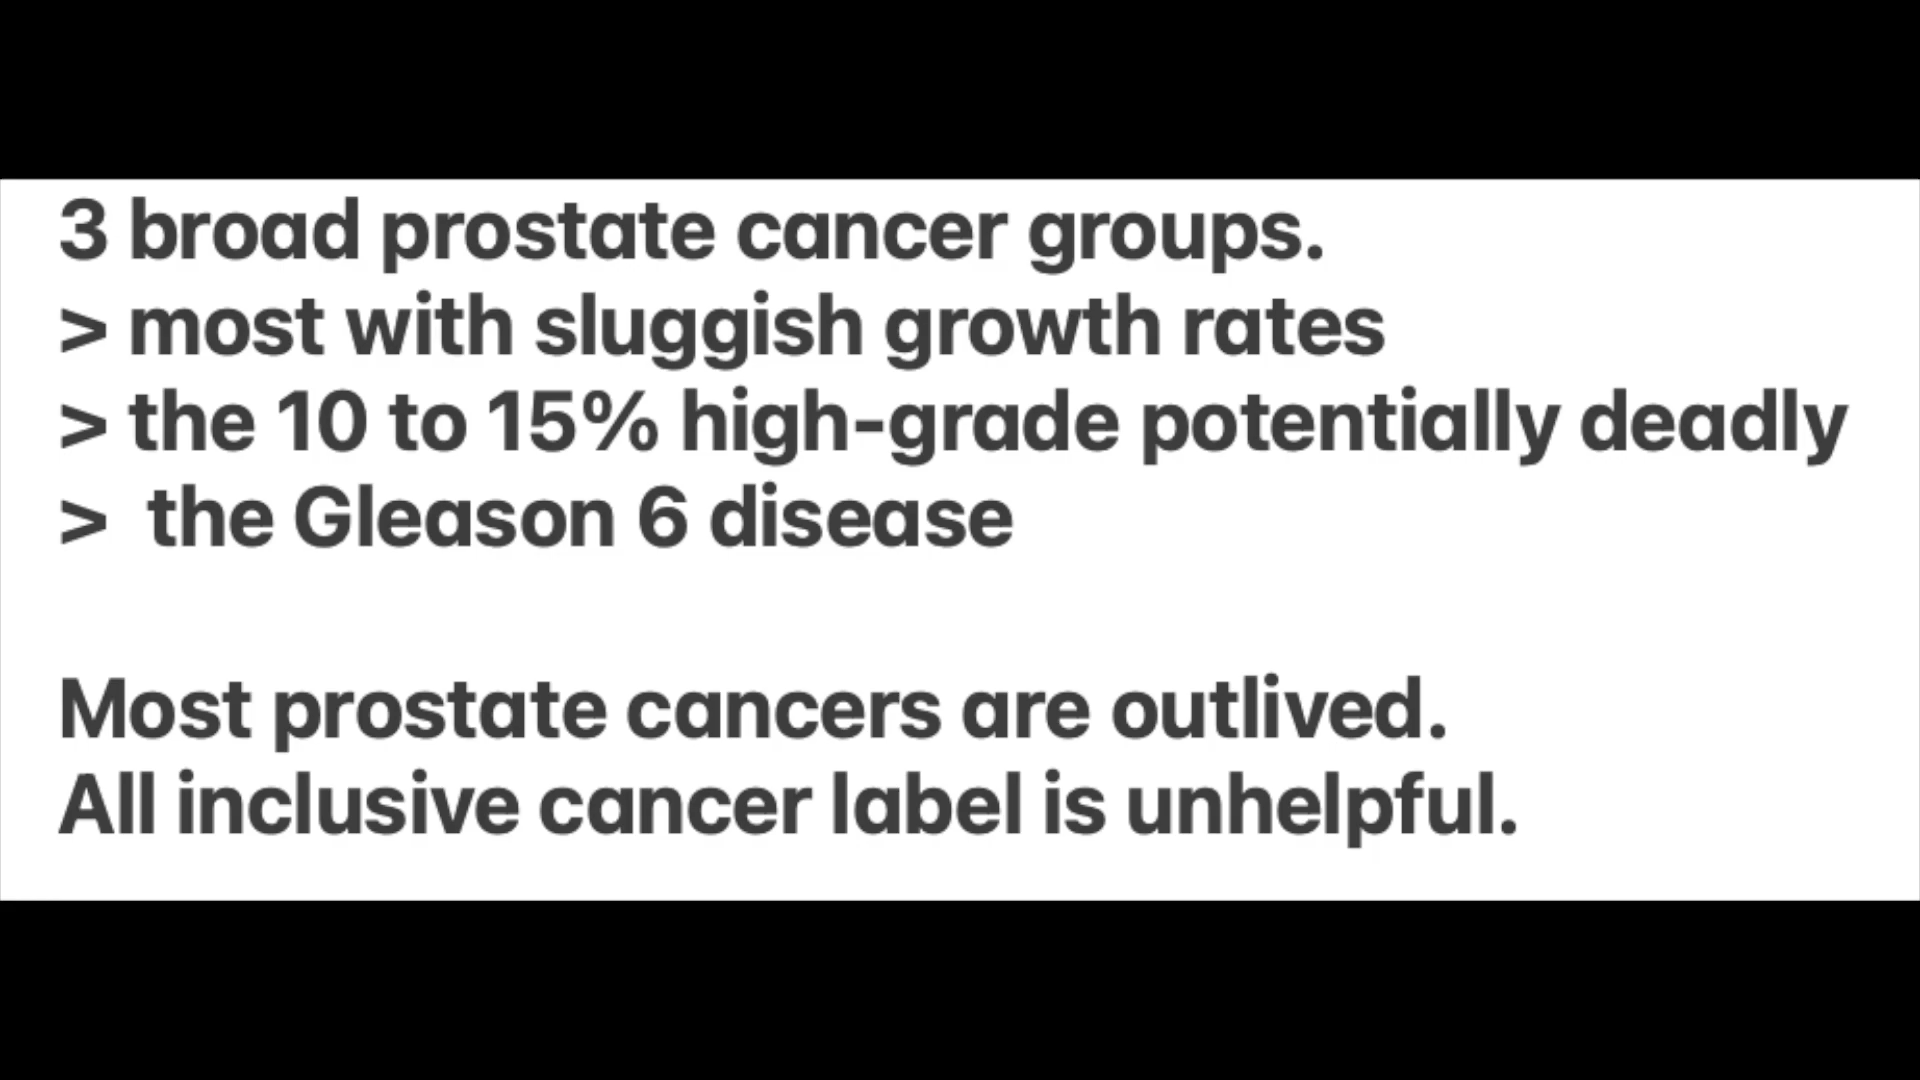 3 broad prostate cancer groups.
> most with sluggish growth rates
> the 10 to 15% high-grade potentially deadly
>  the Gleason 6 disease
Most prostate cancers are outlived.
All inclusive cancer label is unhelpful.